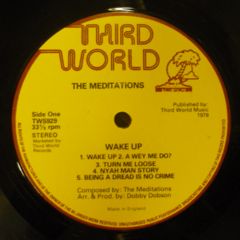 THIRD
WORLD
THE MEDITATIONS
Side One
TWS929
33⅓ rpm
STEREO
Marketed by
Third World
Records
Published by:
Third World Music
1978
WAKE UP
1. WAKE UP 2. A WEY ME DO?
3. TURN ME LOOSE
4. NYAH MAN STORY
5. BEING A DREAD IS NO CRIME
Composed by: The Meditations
Arr. & Prod. by: Dobby Dobson
Made in England